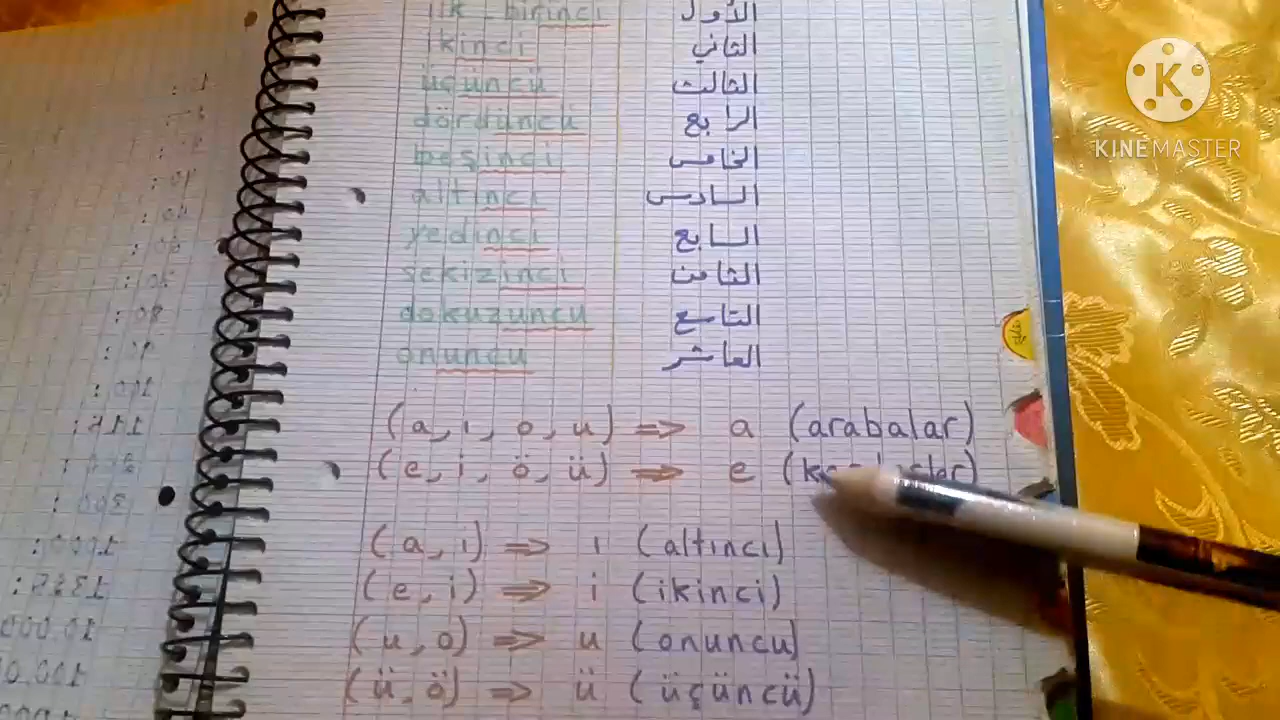 ilk - birinci الأول
ikinci الثاني
üçüncü الثالث
dördüncü الرابع
beşinci الخامس
altıncı السادس
yedinci السابع
sekizinci الثامن
dokuzuncu التاسع
onuncu العاشر
(a, ı, o, u) ⇒ a (arabalar)
(e, i, ö, ü) ⇒ e
(a, ı) ⇒ ı (altıncı)
(e, i) ⇒ i (ikinci)
(u, o) ⇒ u (onuncu)
(ü, ö) ⇒ ü (üçüncü)
KINEMASTER